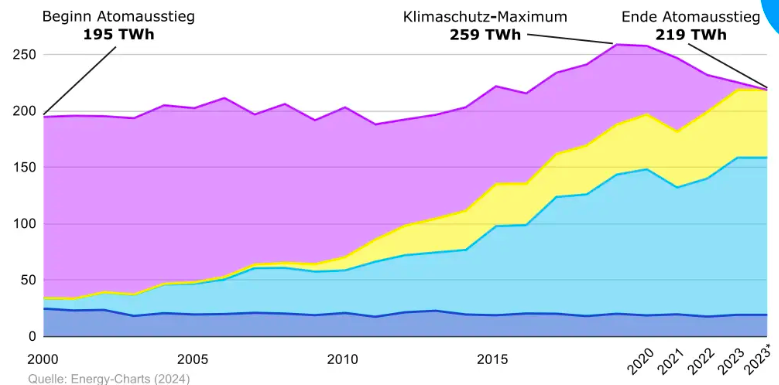 Beginn Atomausstieg
195 TWh
Klimaschutz-Maximum
259 TWh
Ende Atomausstieg
219 TWh
250
200
150
100
50
0
2000
2005
2010
2015
2020
2021
2022
2023
2023*
Quelle: Energy-Charts (2024)